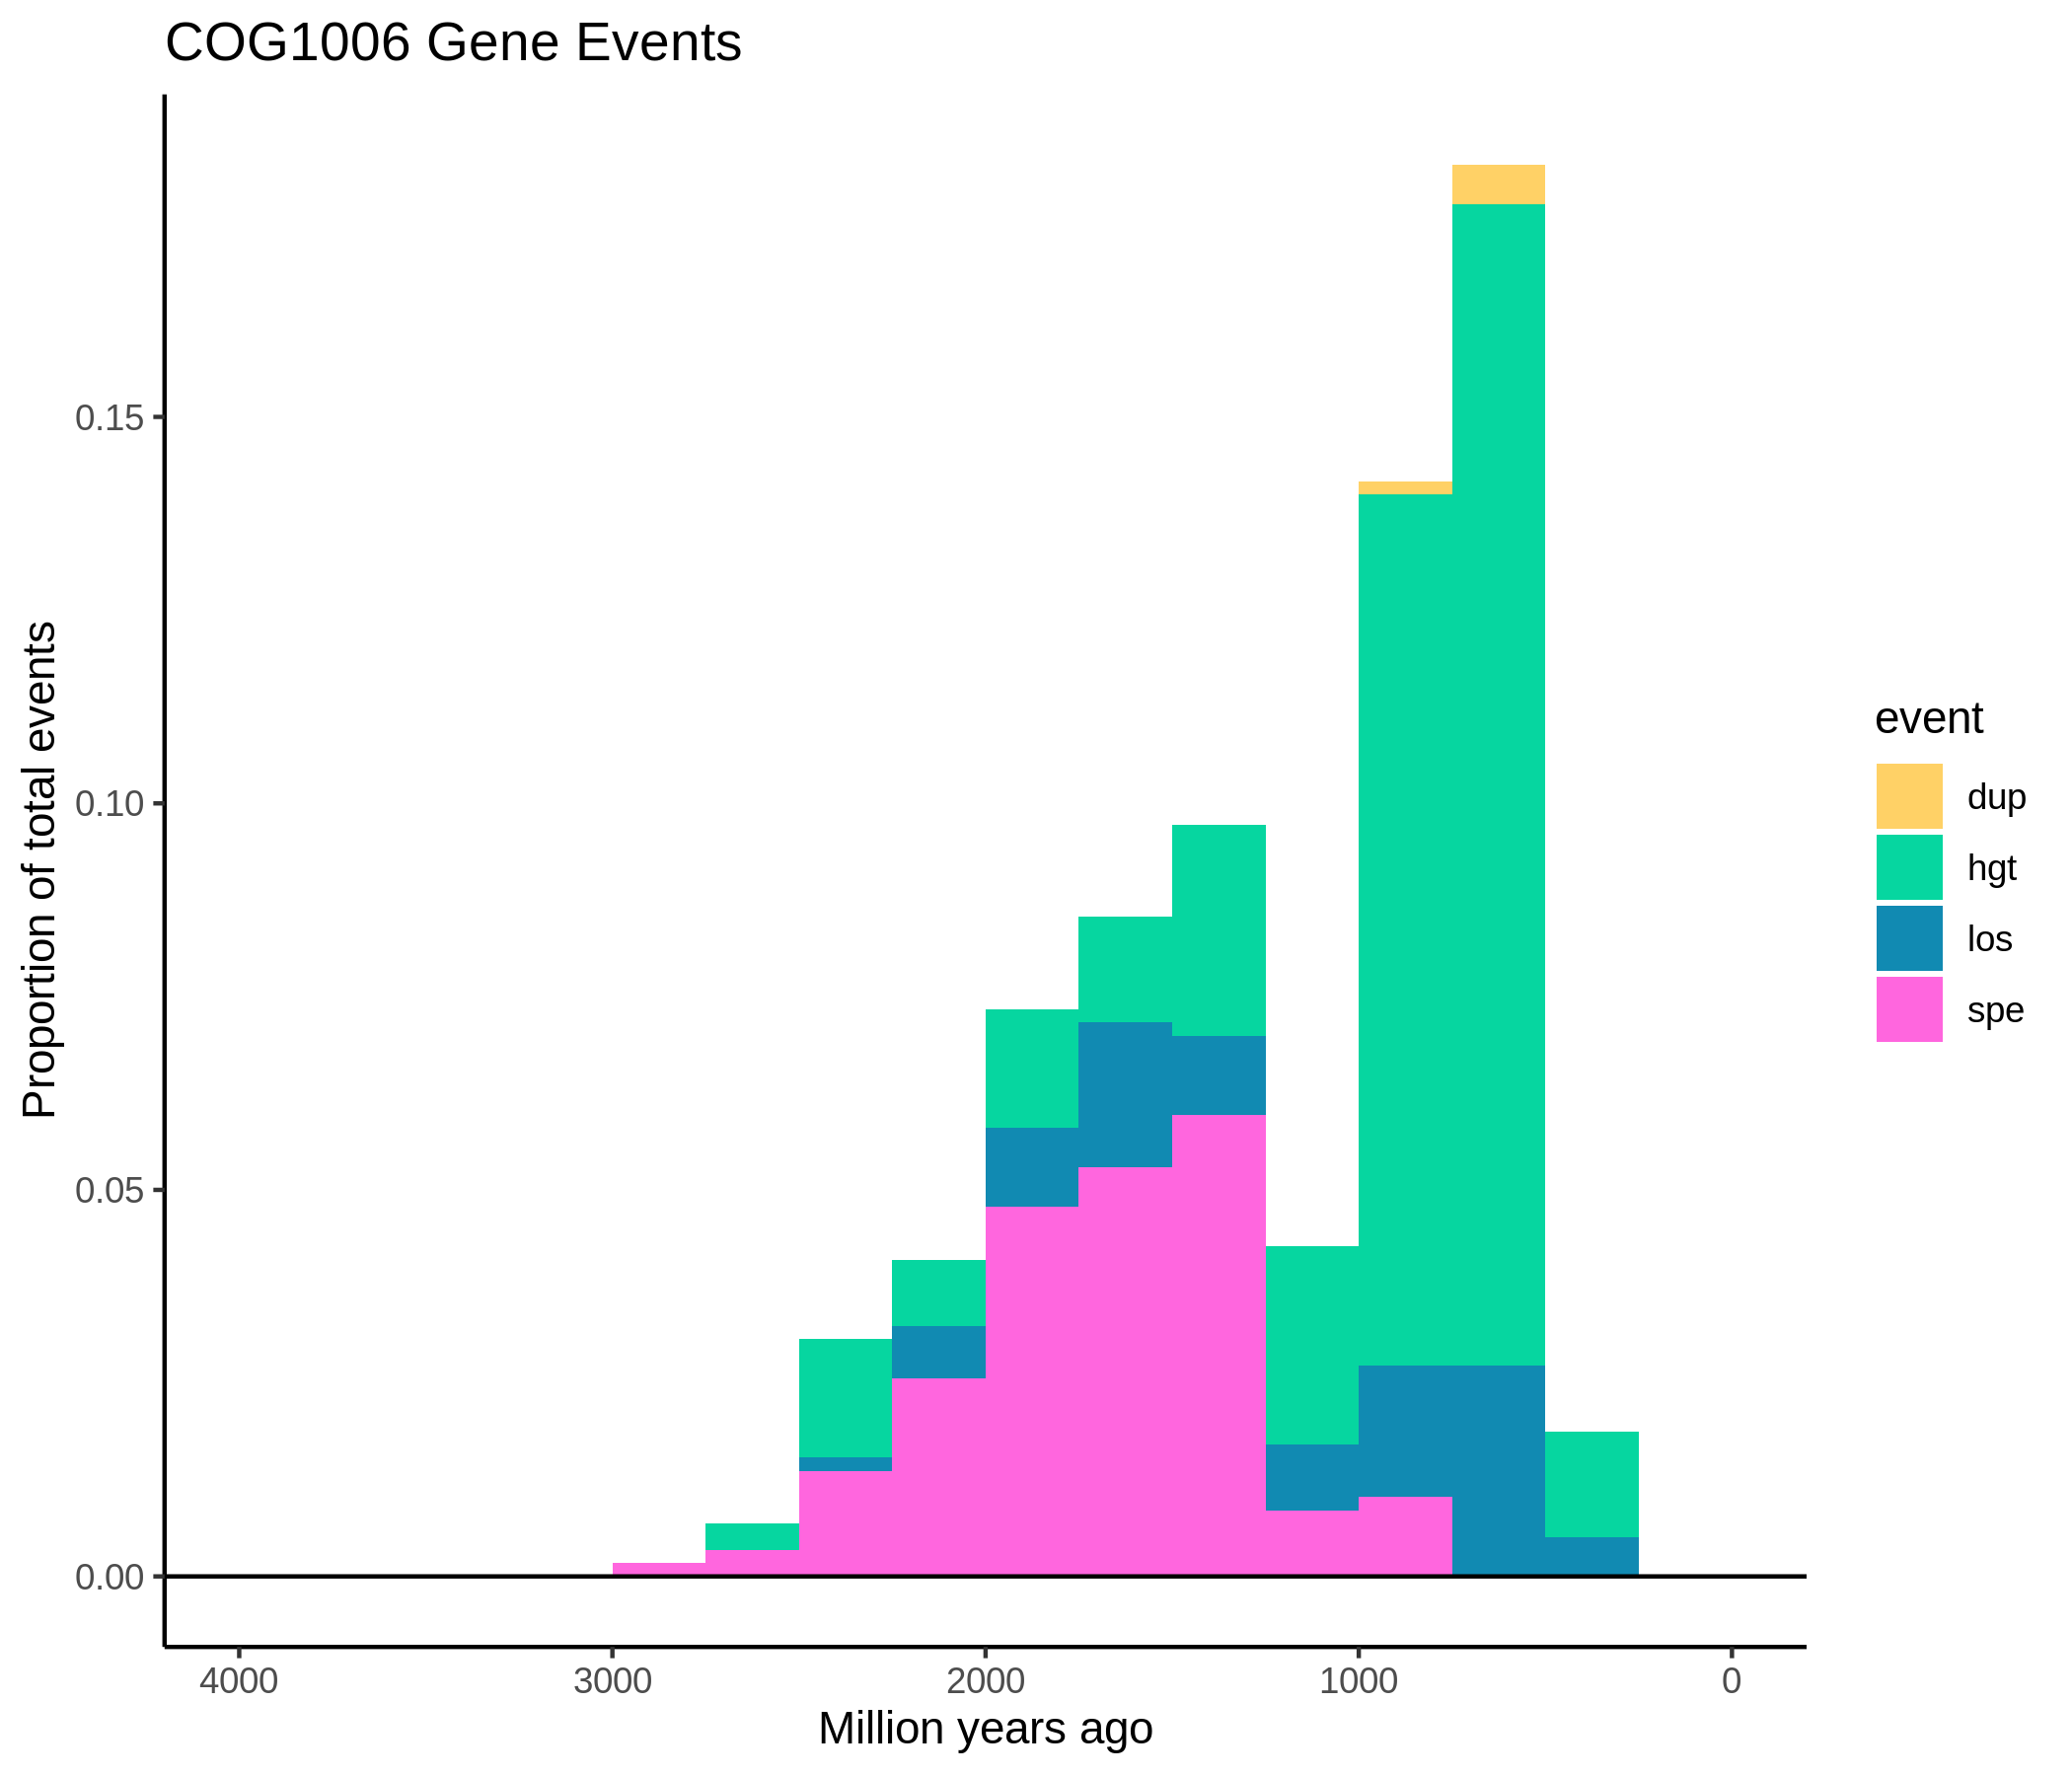 COG1006 Gene Events
Proportion of total events
0.15
0.10
0.05
0.00
4000 3000 2000 1000 0
Million years ago
event
dup
hgt
los
spe